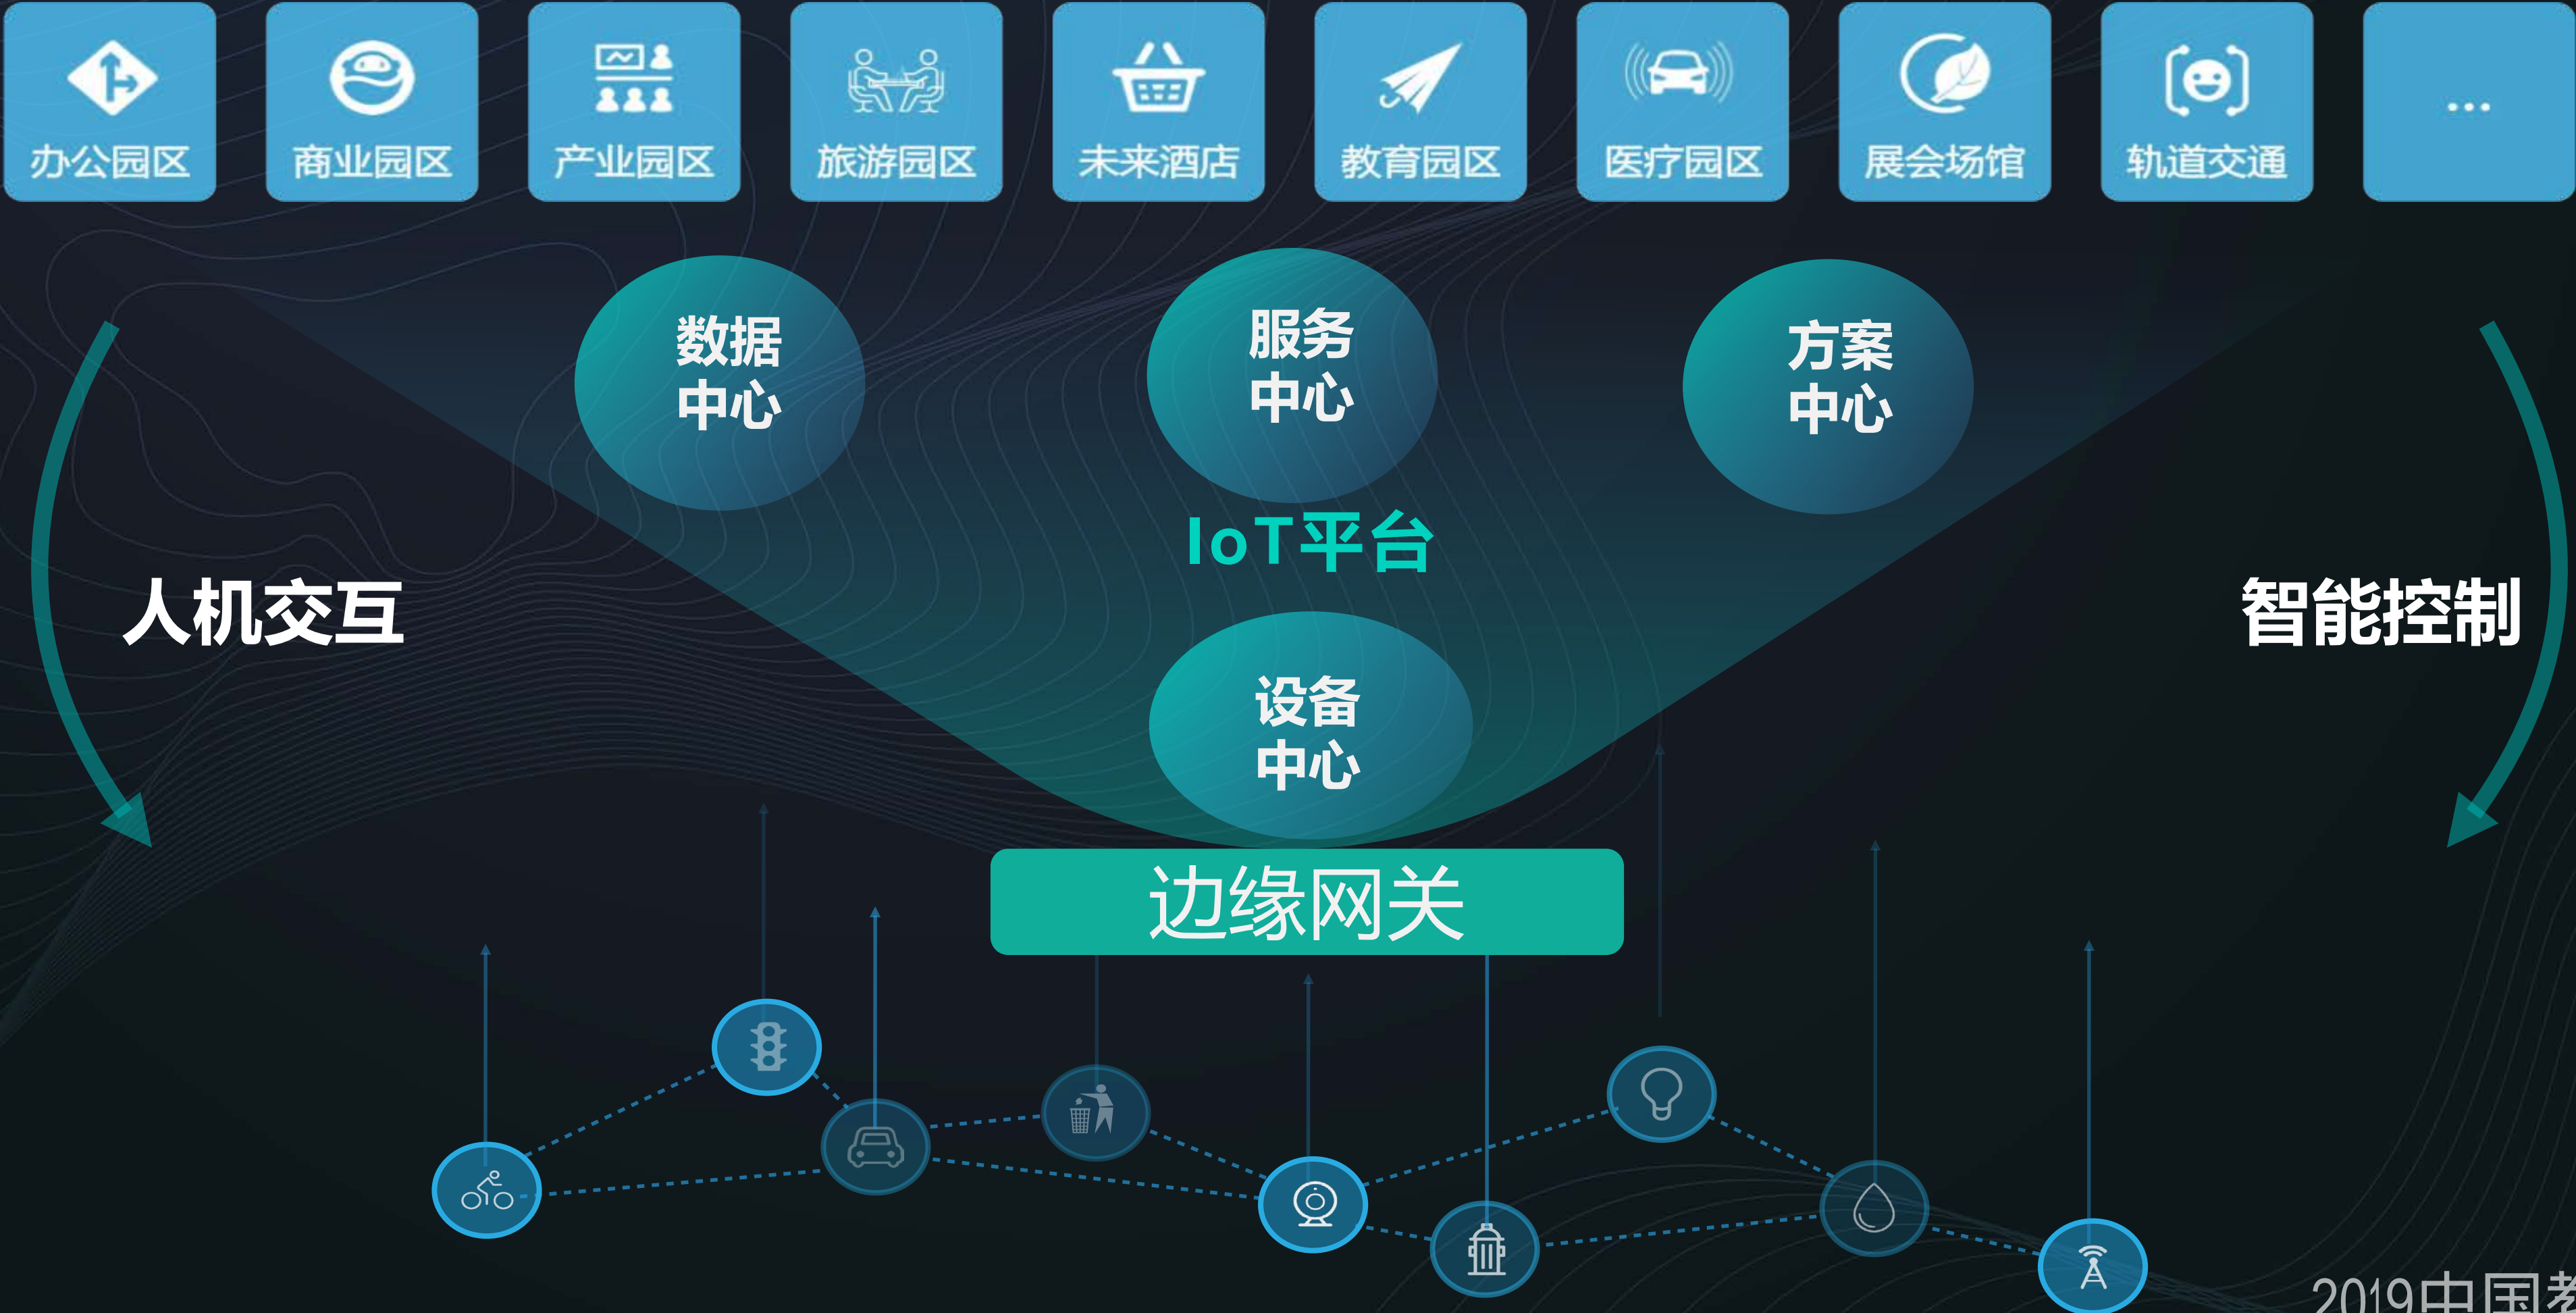 办公园区
商业园区
产业园区
旅游园区
未来酒店
教育园区
医疗园区
展会场馆
轨道交通
...
数据
中心
服务
中心
方案
中心
IoT平台
人机交互
智能控制
设备
中心
边缘网关
2019中国